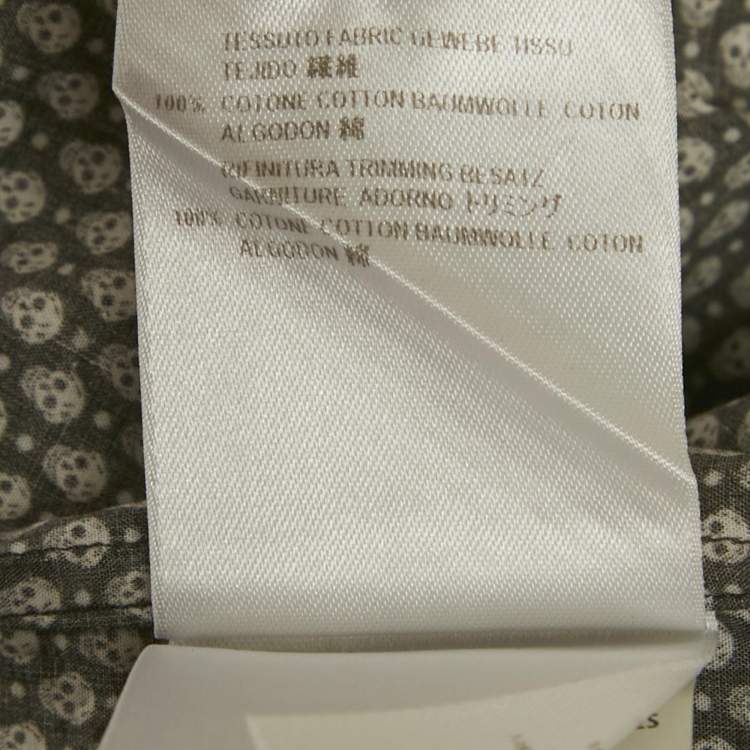 TESSUTO FABRIC GEWEBE TISSU
TEJIDO 繊維
100% COTONE COTTON BAUMWOLLE COTON
ALGODON 綿
RIFINITURA TRIMMING BESATZ
GARNITURE ADORNO トリミング
100% COTONE COTTON BAUMWOLLE COTON
ALGODON 綿